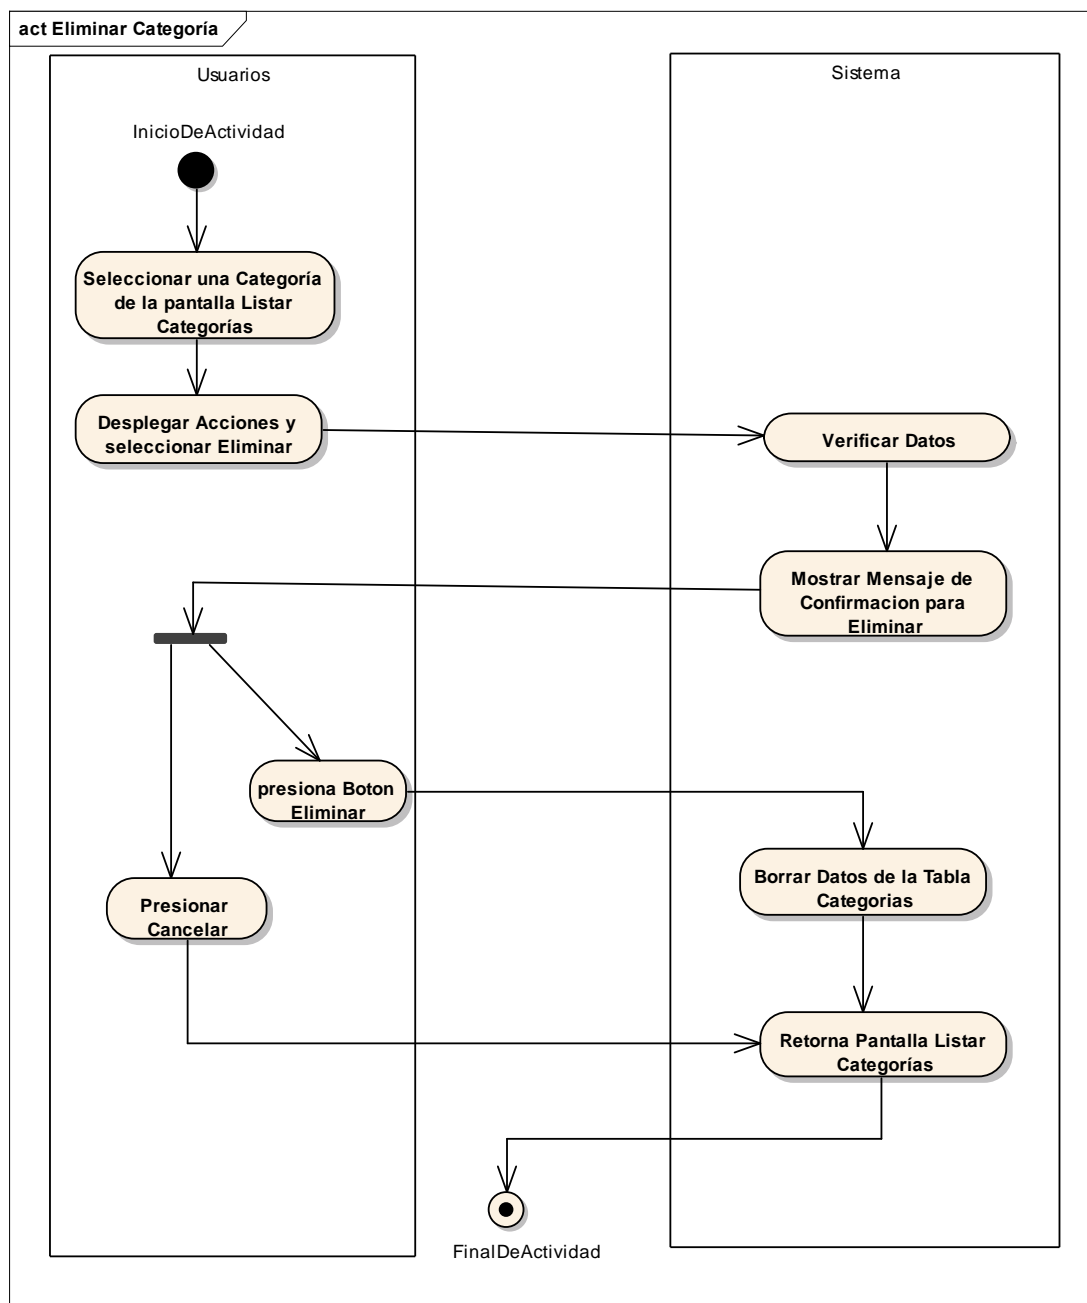 act Eliminar Categoría
Usuarios
Sistema
InicioDeActividad
Seleccionar una Categoría
de la pantalla Listar
Categorías
Desplegar Acciones y
seleccionar Eliminar
Verificar Datos
Mostrar Mensaje de
Confirmacion para
Eliminar
presiona Boton
Eliminar
Borrar Datos de la Tabla
Categorias
Presionar
Cancelar
Retorna Pantalla Listar
Categorías
FinalDeActividad